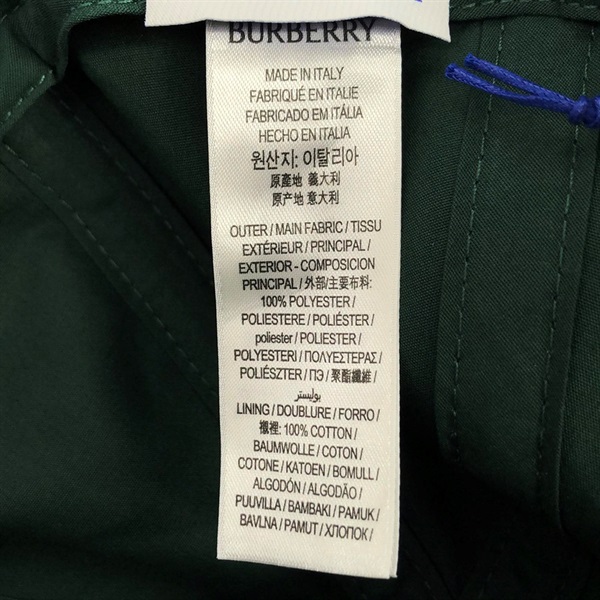 BURBERRY
MADE IN ITALY
FABRIQUÉ EN ITALIE
FABRICADO EM ITÁLIA
HECHO EN ITALIA
원산지: 이탈리아
原產地 義大利
原产地 意大利
OUTER / MAIN FABRIC / TISSU
EXTÉRIEUR / PRINCIPAL /
EXTERIOR - COMPOSICION
PRINCIPAL / 外部/主要布料:
100% POLYESTER /
POLIESTERE / POLIÉSTER /
poliester / POLIESTER /
POLYESTERI / ΠΟΛΥΕΣΤΕΡΑΣ /
POLIÉSZTER / ПЭ / 聚酯纖維 /
بوليستر
LINING / DOUBLURE / FORRO /
襯裡: 100% COTTON /
BAUMWOLLE / COTON /
COTONE / KATOEN / BOMULL /
ALGODÓN / ALGODÃO /
PUUVILLA / BAMBAKI / PAMUK /
BAVLNA / PAMUT / ХЛОПОК /